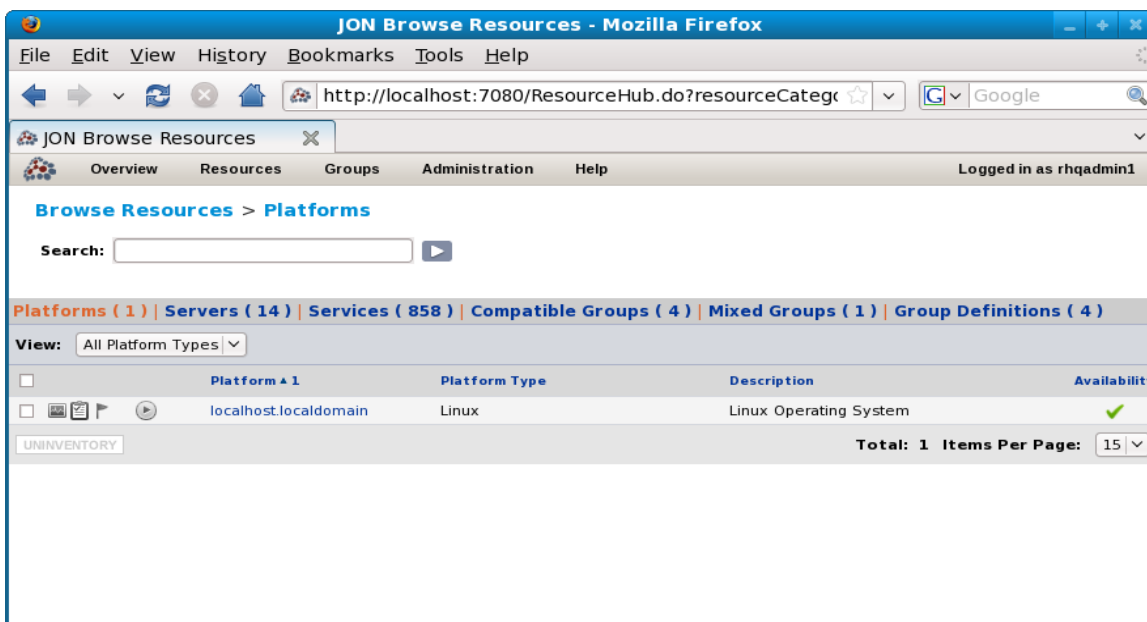 JON Browse Resources - Mozilla Firefox
File Edit View History Bookmarks Tools Help
http://localhost:7080/ResourceHub.do?resourceCatego G Google
JON Browse Resources
Overview Resources Groups Administration Help Logged in as rhqadmin1
Browse Resources > Platforms
Search:
Platforms ( 1 ) | Servers ( 14 ) | Services ( 858 ) | Compatible Groups ( 4 ) | Mixed Groups ( 1 ) | Group Definitions ( 4 )
View: All Platform Types
Platform ▲ 1 Platform Type Description Availabilit
localhost.localdomain Linux Linux Operating System
UNINVENTORY Total: 1 Items Per Page: 15